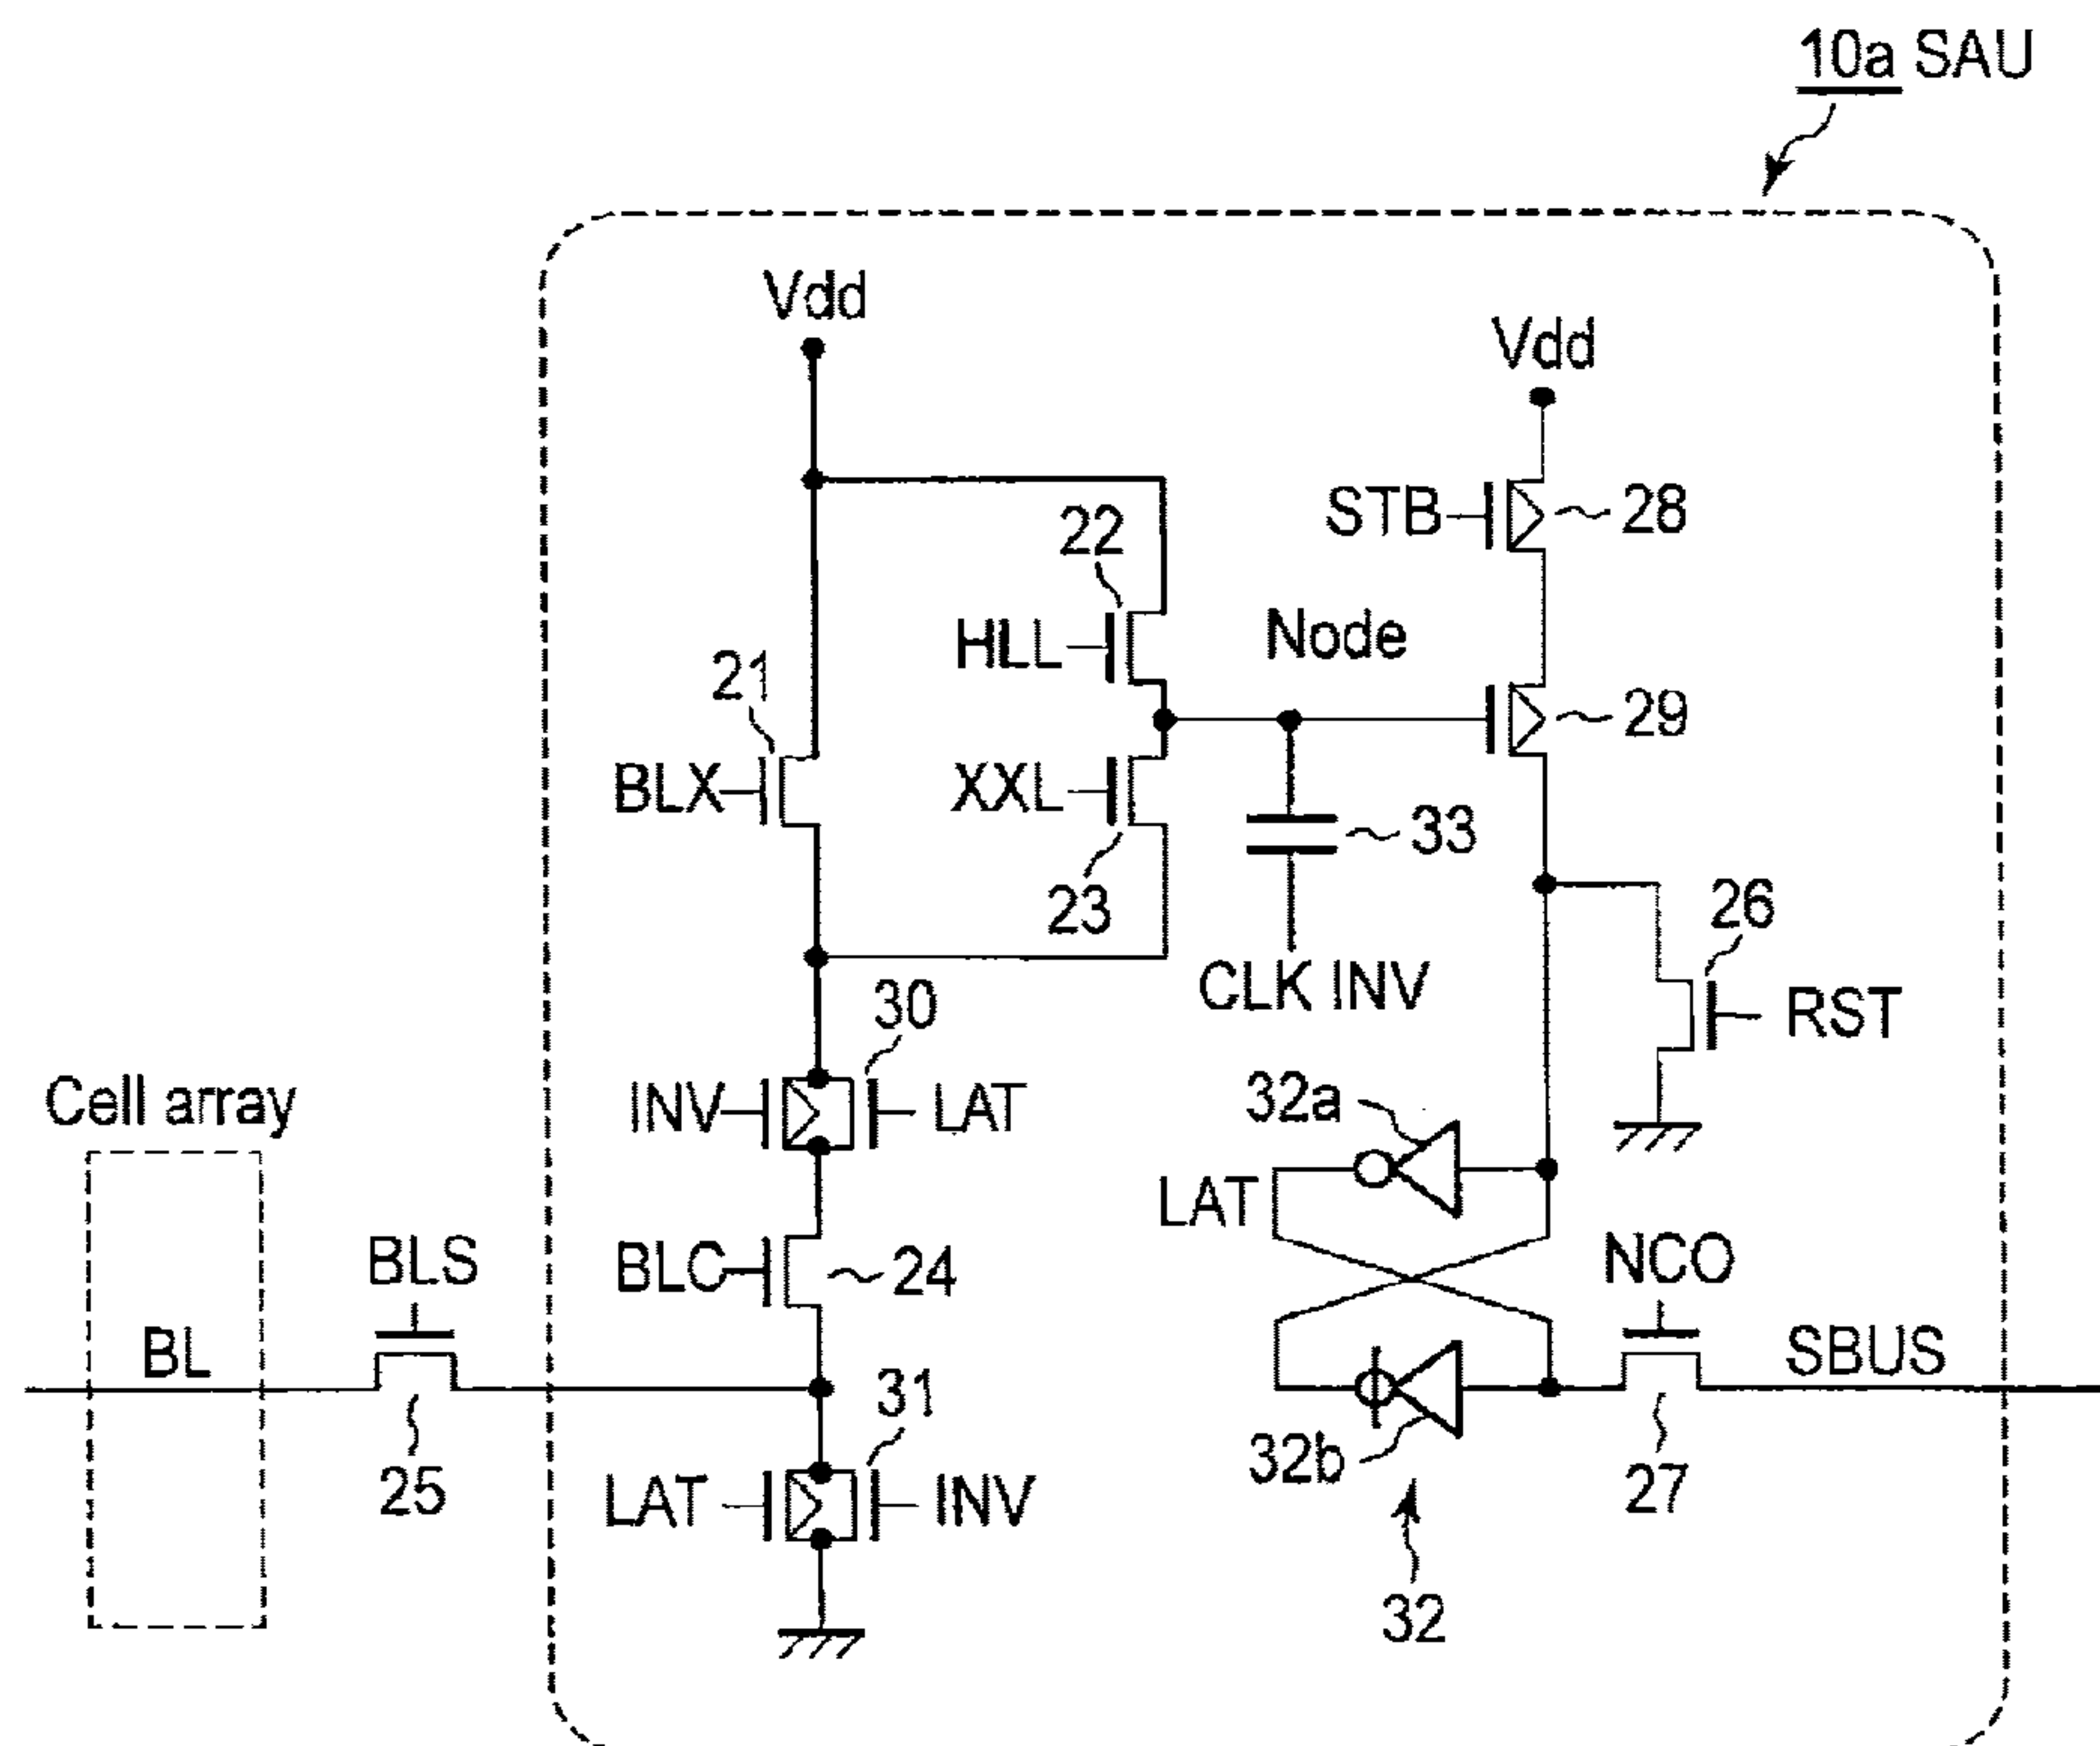 10a SAU
Vdd
Vdd
STB
28
22
HLL
Node
21
29
BLX
XXL
33
23
26
CLK INV
30
RST
Cell array
INV
LAT
32a
LAT
BLS
BLC
24
NCO
BL
SBUS
31
25
32b
27
LAT
INV
32